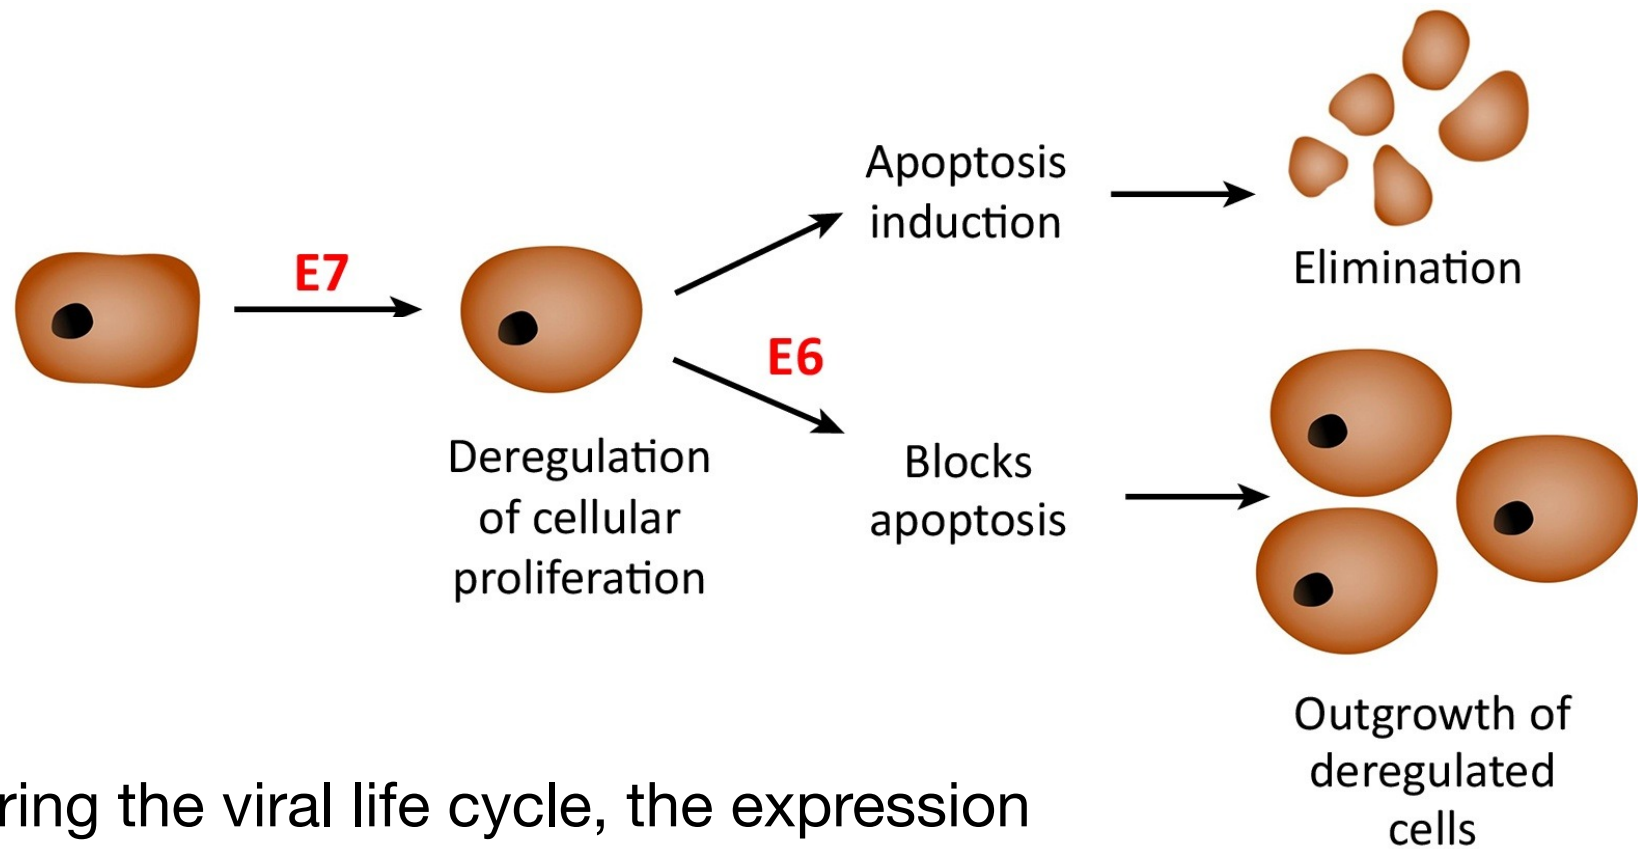 E7
Deregulation
of cellular
proliferation
E6
Apoptosis
induction
Elimination
Blocks
apoptosis
Outgrowth of
deregulated
cells
ring the viral life cycle, the expression